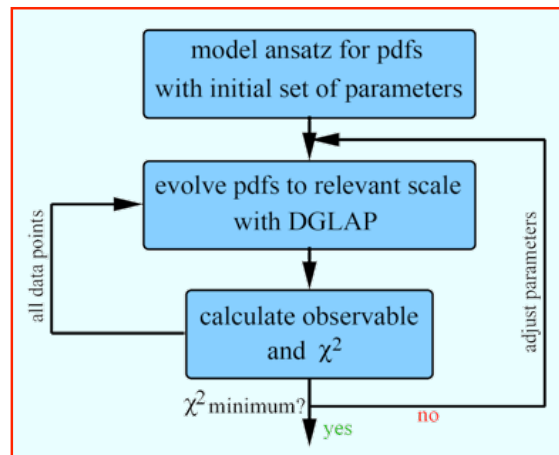 model ansatz for pdfs
with initial set of parameters
evolve pdfs to relevant scale
with DGLAP
all data points
adjust parameters
calculate observable
and χ²
χ² minimum?
no
yes